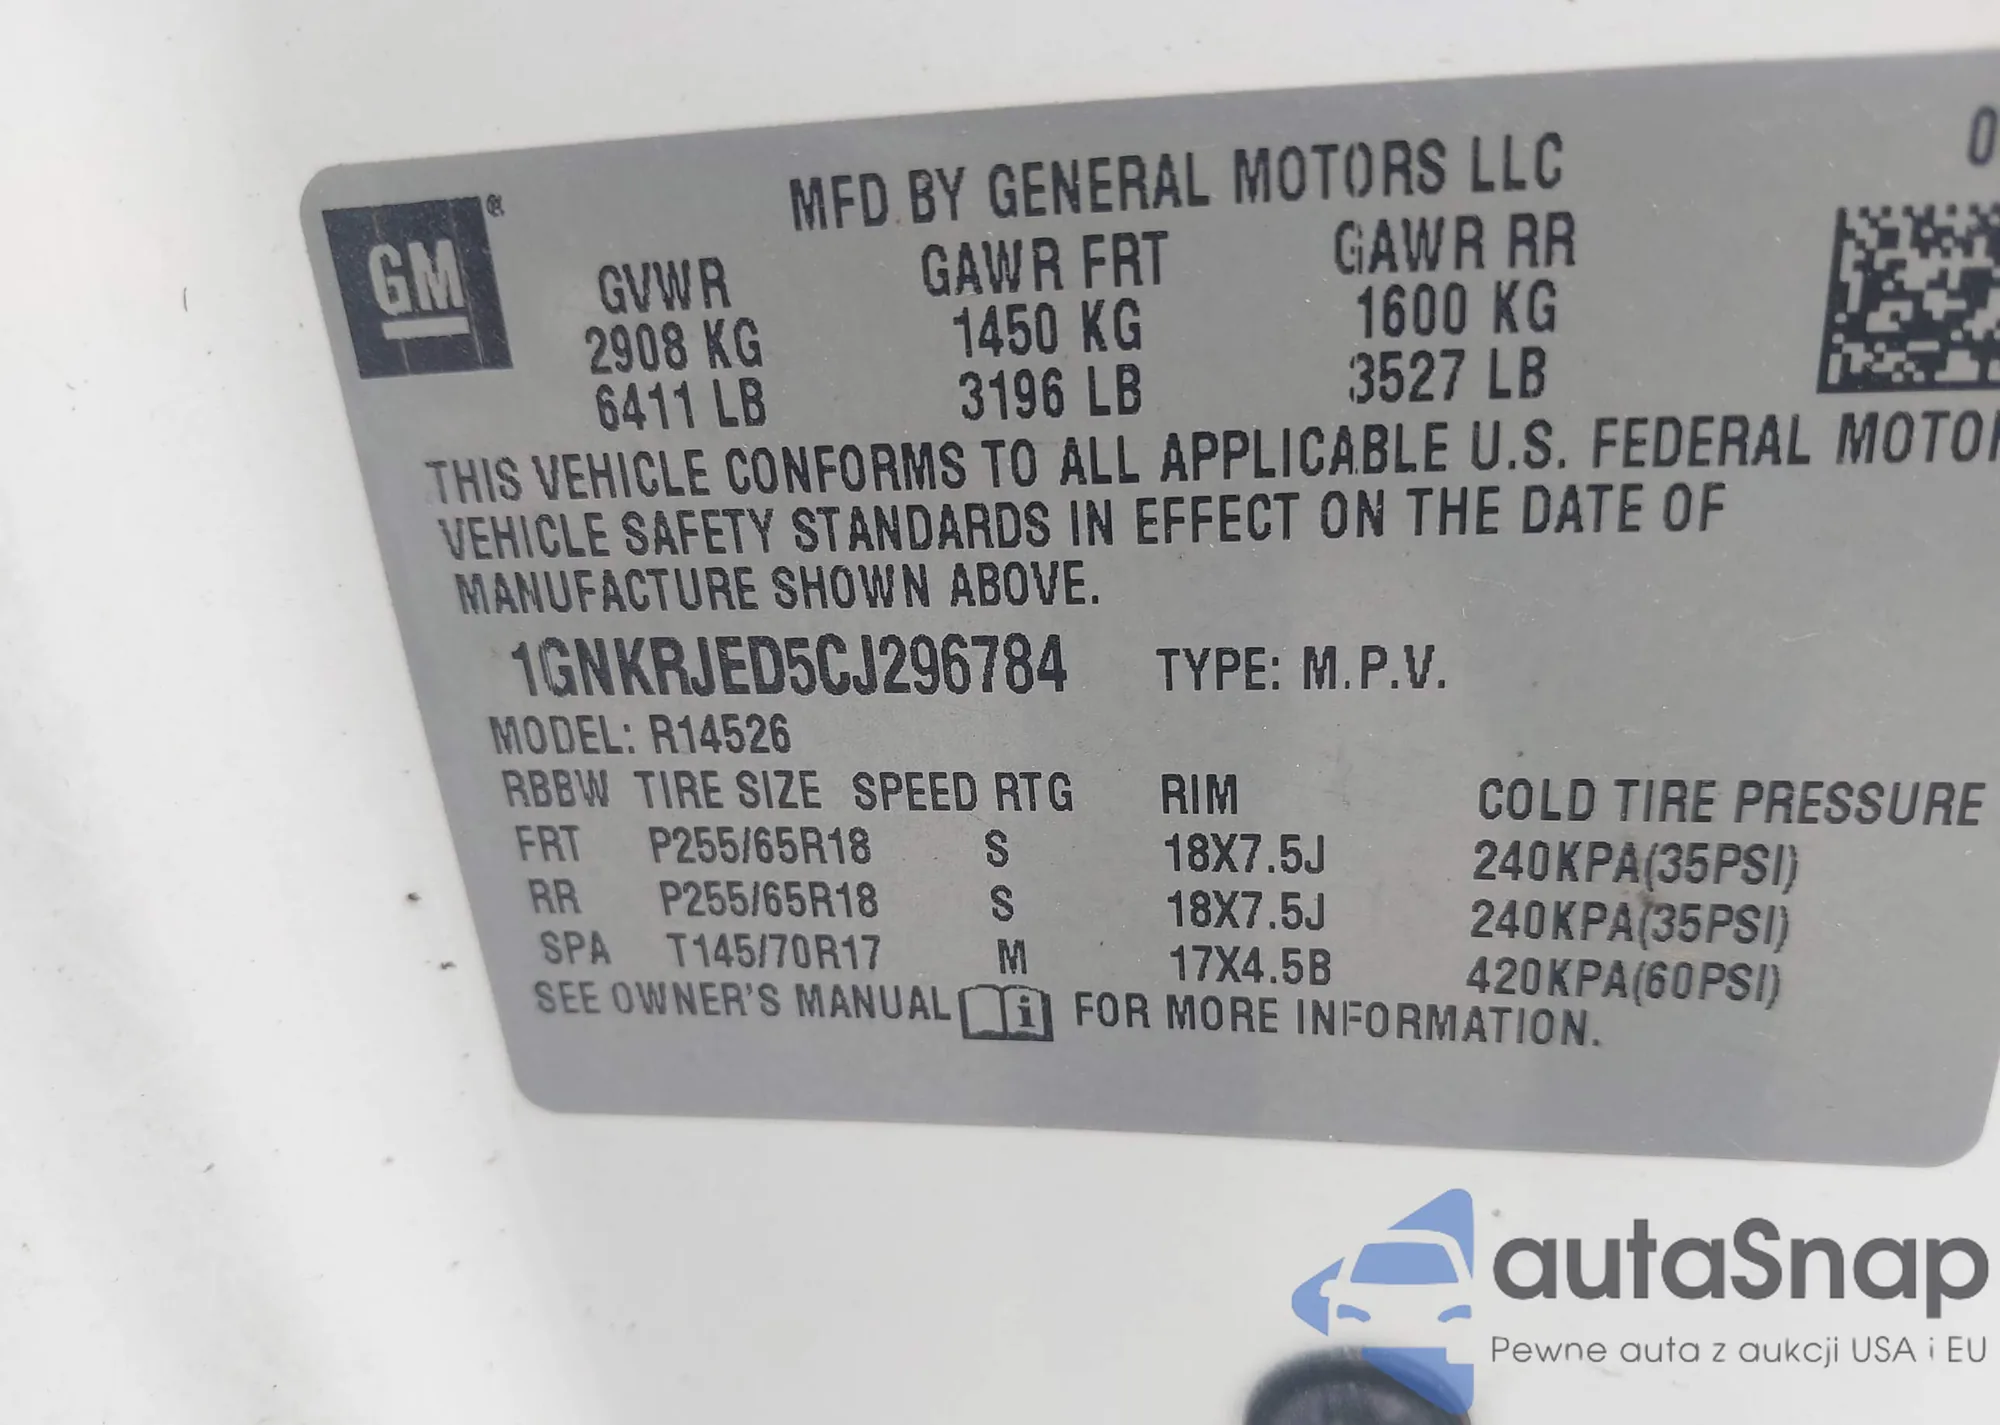 MFD BY GENERAL MOTORS LLC
0
GM®
GVWR GAWR FRT GAWR RR
2908 KG 1450 KG 1600 KG
6411 LB 3196 LB 3527 LB
THIS VEHICLE CONFORMS TO ALL APPLICABLE U.S. FEDERAL MOTOR
VEHICLE SAFETY STANDARDS IN EFFECT ON THE DATE OF
MANUFACTURE SHOWN ABOVE.
1GNKRJED5CJ296784 TYPE: M.P.V.
MODEL: R14526
RBBW TIRE SIZE SPEED RTG RIM COLD TIRE PRESSURE
FRT P255/65R18 S 18X7.5J 240KPA(35PSI)
RR P255/65R18 S 18X7.5J 240KPA(35PSI)
SPA T145/70R17 M 17X4.5B 420KPA(60PSI)
SEE OWNER'S MANUAL i FOR MORE INFORMATION.
autaSnap
Pewne auta z aukcji USA i EU